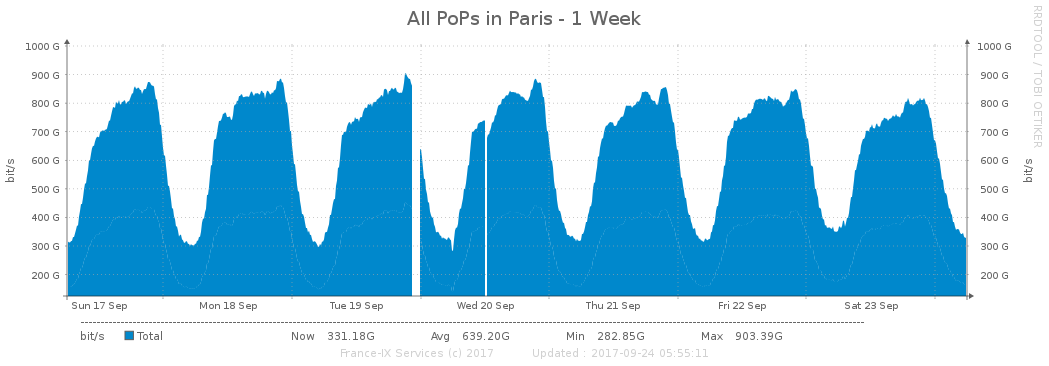 All PoPs in Paris - 1 Week
RRDTOOL / TOBI OETIKER
1000 G 1000 G
900 G 900 G
800 G 800 G
700 G 700 G
600 G 600 G
500 G 500 G
400 G 400 G
300 G 300 G
200 G 200 G
bit/s bit/s
Sun 17 Sep Mon 18 Sep Tue 19 Sep Wed 20 Sep Thu 21 Sep Fri 22 Sep Sat 23 Sep
bit/s Total Now 331.18G Avg 639.20G Min 282.85G Max 903.39G
France-IX Services (c) 2017 Updated : 2017-09-24 05:55:11